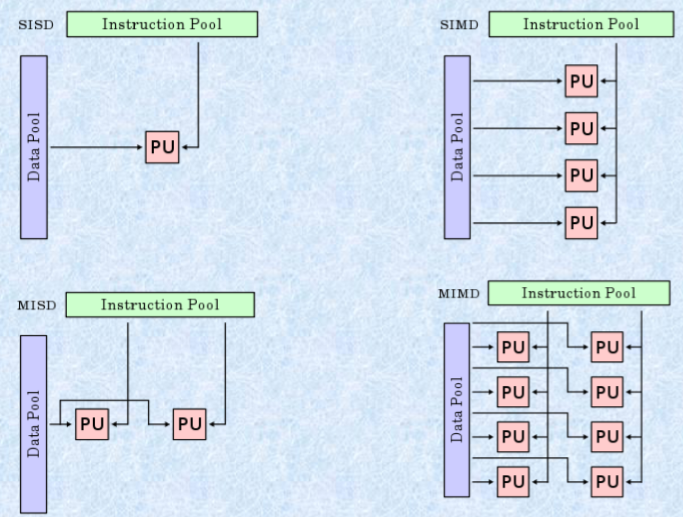 SISD Instruction Pool
Data Pool
PU
SIMD Instruction Pool
Data Pool
PU
PU
PU
PU
MISD Instruction Pool
Data Pool
PU PU
MIMD Instruction Pool
Data Pool
PU PU
PU PU
PU PU
PU PU